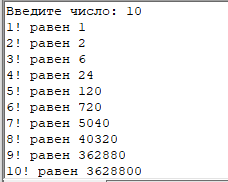 Введите число: 10
1! равен 1
2! равен 2
3! равен 6
4! равен 24
5! равен 120
6! равен 720
7! равен 5040
8! равен 40320
9! равен 362880
10! равен 3628800